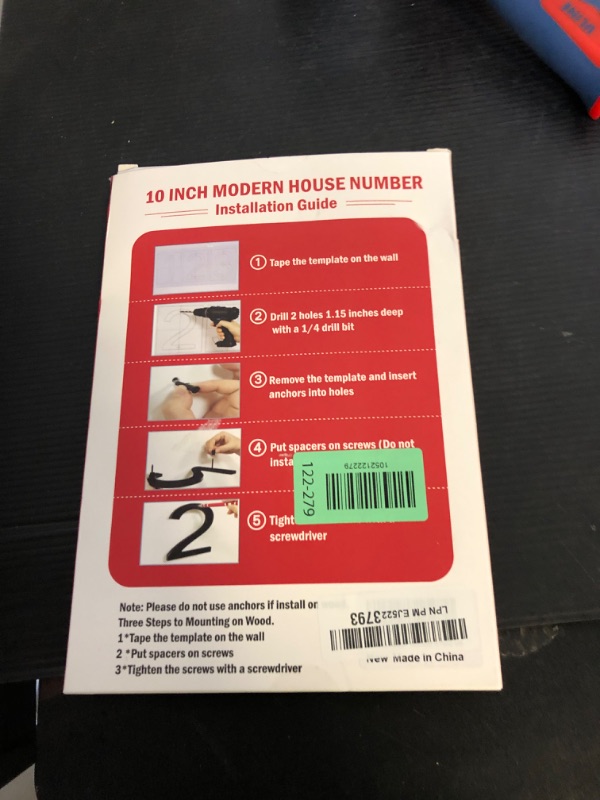 10 INCH MODERN HOUSE NUMBER
Installation Guide
1 Tape the template on the wall
2 Drill 2 holes 1.15 inches deep
with a 1/4 drill bit
3 Remove the template and insert
anchors into holes
4 Put spacers on screws (Do not
5
screwdriver
122-279
1052122279
Note: Please do not use anchors if install on
Three Steps to Mounting on Wood.
1*Tape the template on the wall
2 *Put spacers on screws
3*Tighten the screws with a screwdriver
LPN PM EJ5223793
New Made in China